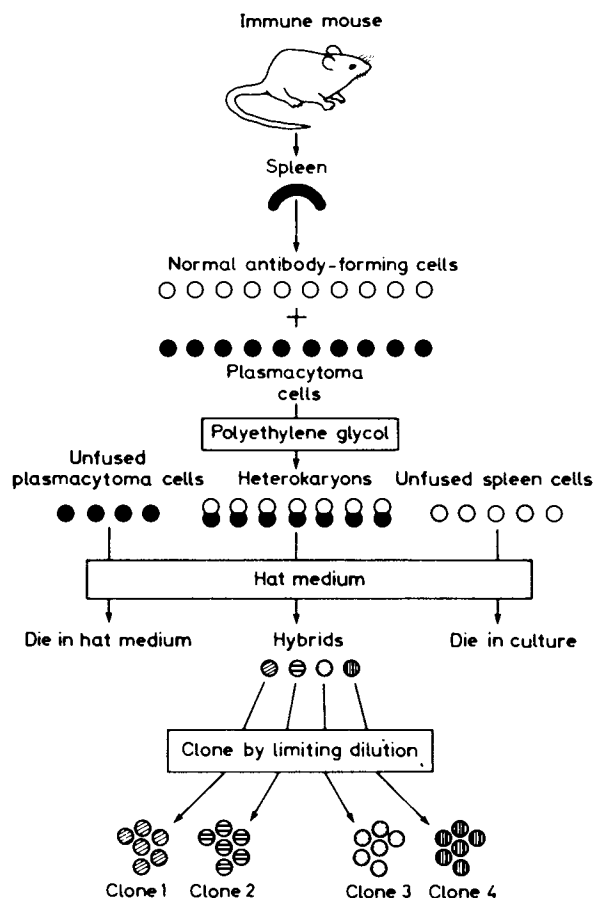 Immune mouse
Spleen
Normal antibody-forming cells
+
Plasmacytoma
cells
Polyethylene glycol
Unfused
plasmacytoma cells
Heterokaryons
Unfused spleen cells
Hat medium
Die in hat medium
Hybrids
Die in culture
Clone by limiting dilution
Clone 1
Clone 2
Clone 3
Clone 4